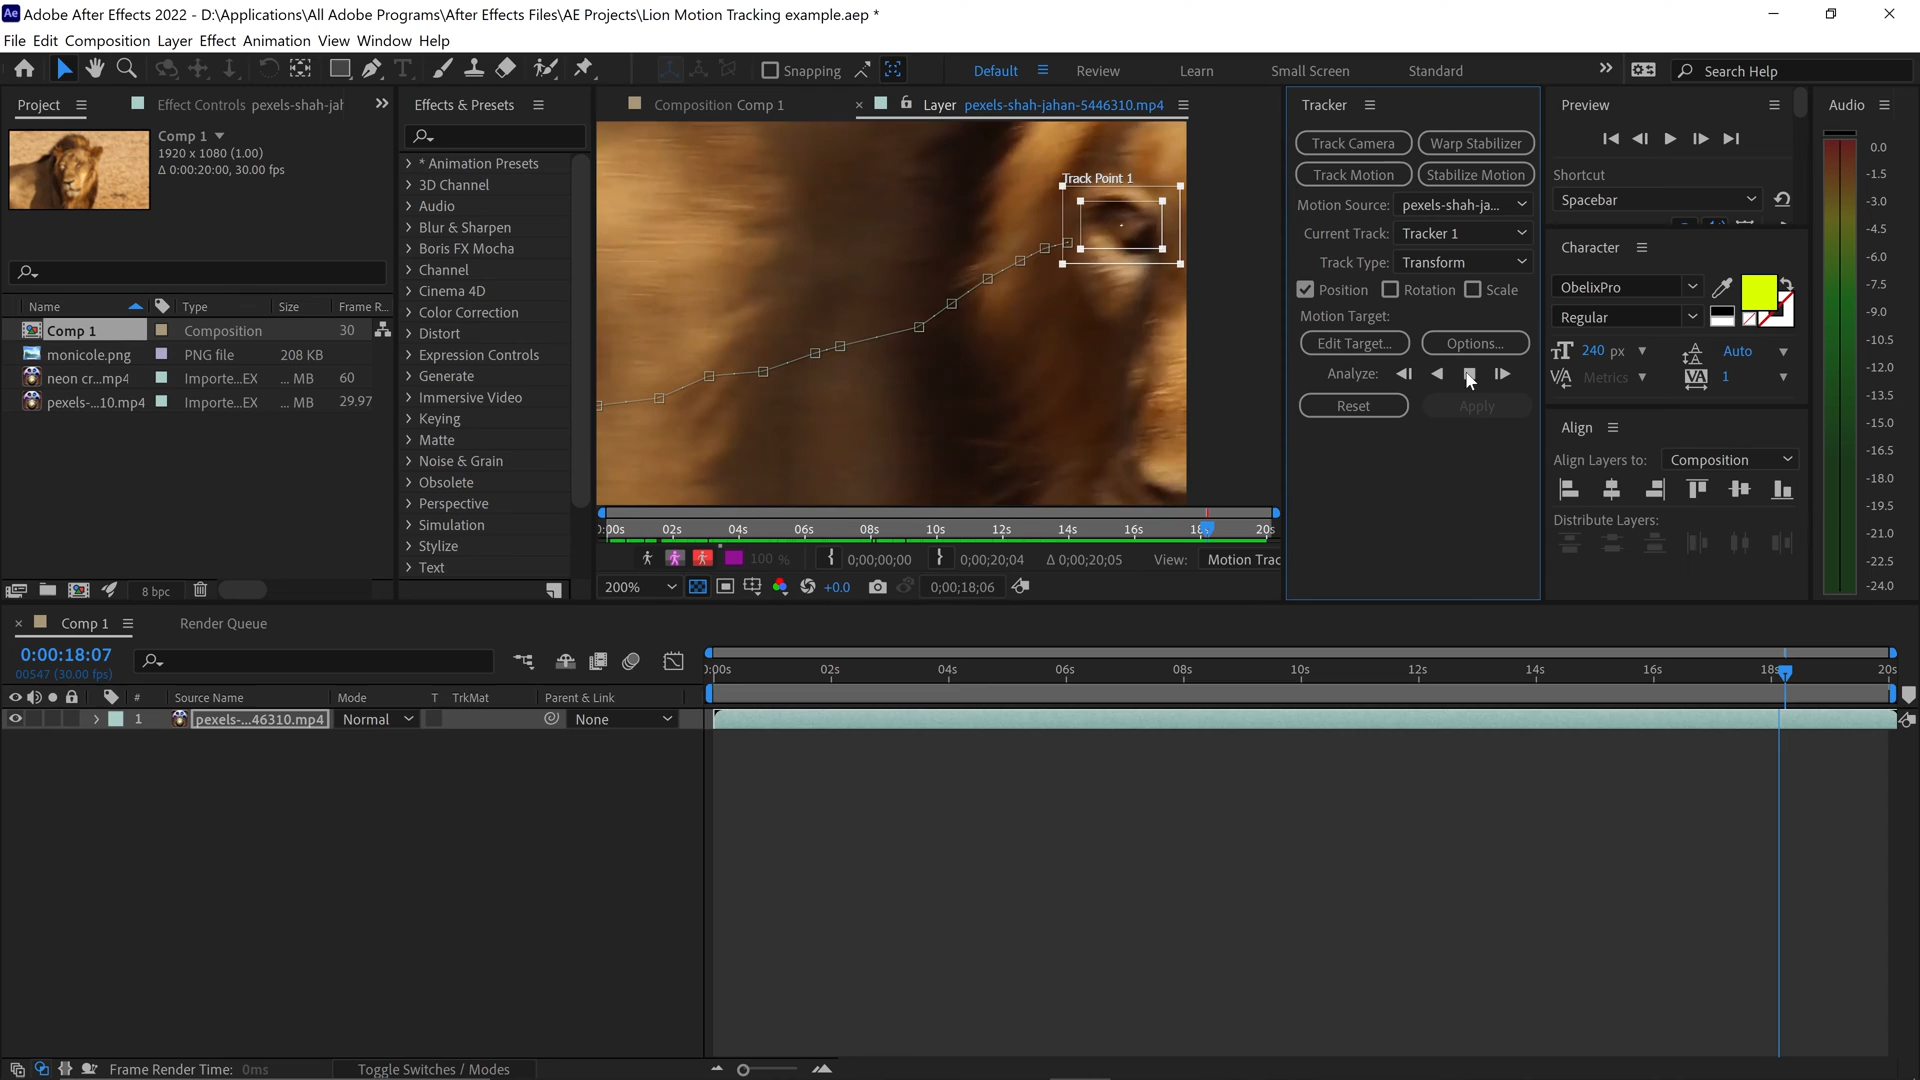 Adobe After Effects 2022 - D:\Applications\All Adobe Programs\After Effects Files\AE Projects\Lion Motion Tracking example.aep *
File Edit Composition Layer Effect Animation View Window Help
Snapping Default Review Learn Small Screen Standard Search Help
Project Effect Controls pexels-shah-jah
Comp 1
1920 x 1080 (1.00)
Δ 0:00:20:00, 30.00 fps
Name Type Size Frame R...
Comp 1 Composition 30
monicole.png PNG file 208 KB
neon cr...mp4 Importe...EX ... MB 60
pexels-...10.mp4 Importe...EX ... MB 29.97
8 bpc
Effects & Presets
* Animation Presets
3D Channel
Audio
Blur & Sharpen
Boris FX Mocha
Channel
Cinema 4D
Color Correction
Distort
Expression Controls
Generate
Immersive Video
Keying
Matte
Noise & Grain
Obsolete
Perspective
Simulation
Stylize
Text
Composition Comp 1 Layer pexels-shah-jahan-5446310.mp4
Track Point 1
:00s 02s 04s 06s 08s 10s 12s 14s 16s 18s 20s
100 % 0;00;00;00 0;00;20;04 Δ 0;00;20;05 View: Motion Trac
200% +0.0 0;00;18;06
Tracker
Track Camera Warp Stabilizer
Track Motion Stabilize Motion
Motion Source: pexels-shah-ja...
Current Track: Tracker 1
Track Type: Transform
Position Rotation Scale
Motion Target:
Edit Target... Options...
Analyze:
Reset Apply
Preview
Shortcut
Spacebar
Character
ObelixPro
Regular
240 px Auto
Metrics 1
Align
Align Layers to: Composition
Distribute Layers:
Audio
0.0
-1.5
-3.0
-4.5
-6.0
-7.5
-9.0
-10.5
-12.0
-13.5
-15.0
-16.5
-18.0
-19.5
-21.0
-22.5
-24.0
Comp 1 Render Queue
0:00:18:07
00547 (30.00 fps)
# Source Name Mode T TrkMat Parent & Link
1 pexels-...46310.mp4 Normal None
):00s 02s 04s 06s 08s 10s 12s 14s 16s 18s 20s
Frame Render Time: 0ms Toggle Switches / Modes